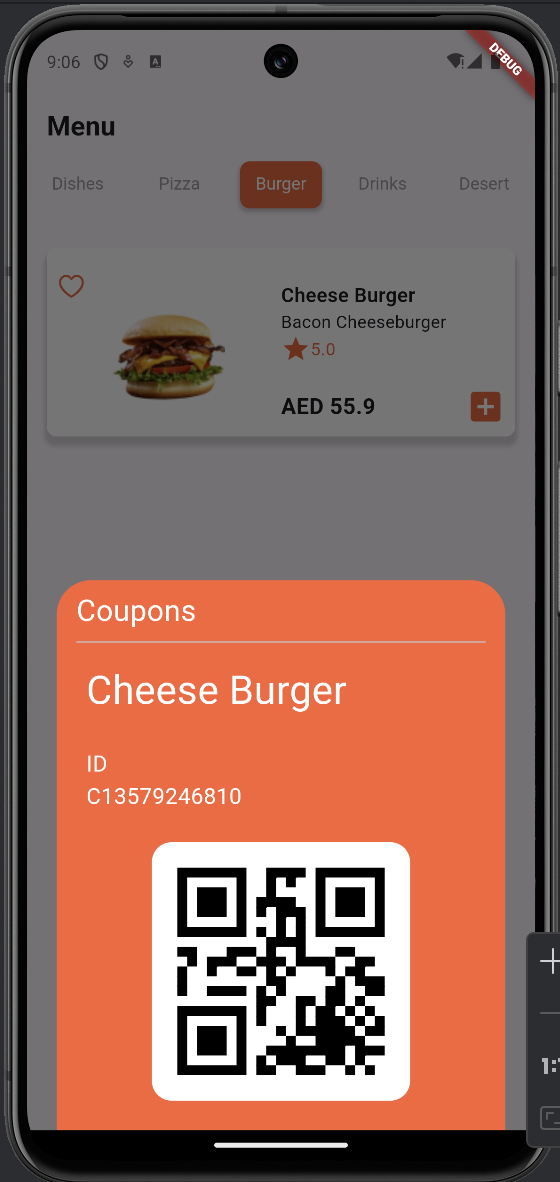 9:06
DEBUG
Menu
Dishes Pizza Burger Drinks Desert
Cheese Burger
Bacon Cheeseburger
5.0
AED 55.9
Coupons
Cheese Burger
ID
C13579246810